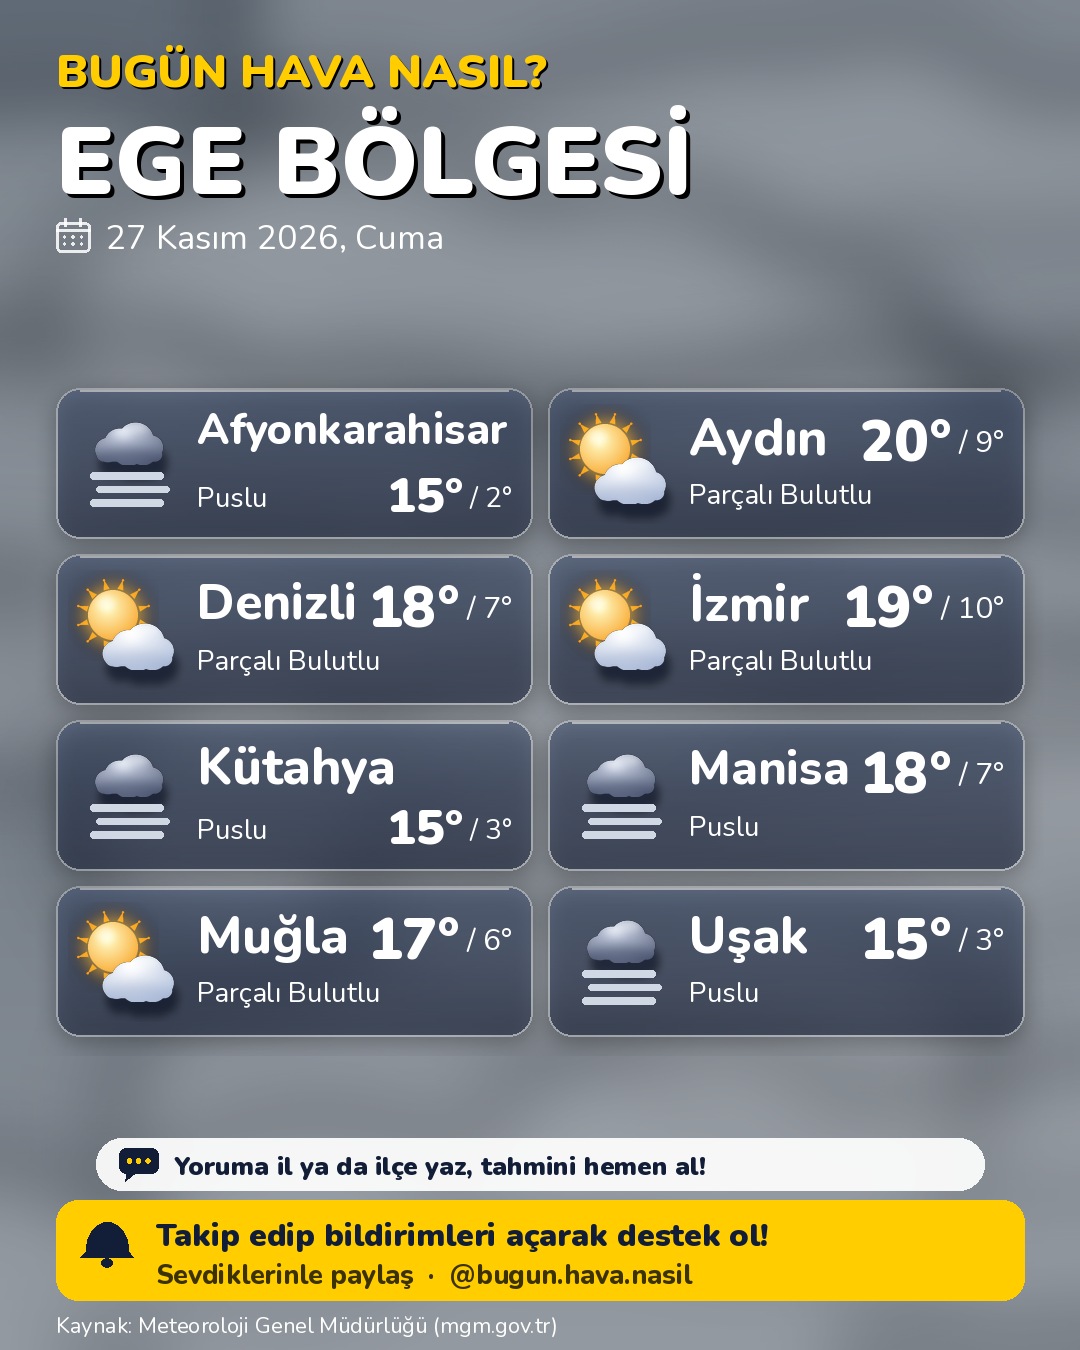 BUGÜN HAVA NASIL?
EGE BÖLGESİ
27 Kasım 2026, Cuma
Afyonkarahisar
Puslu 15° / 2°
Aydın 20° / 9°
Parçalı Bulutlu
Denizli 18° / 7°
Parçalı Bulutlu
İzmir 19° / 10°
Parçalı Bulutlu
Kütahya
Puslu 15° / 3°
Manisa 18° / 7°
Puslu
Muğla 17° / 6°
Parçalı Bulutlu
Uşak 15° / 3°
Puslu
Yoruma il ya da ilçe yaz, tahmini hemen al!
Takip edip bildirimleri açarak destek ol!
Sevdiklerinle paylaş · @bugun.hava.nasil
Kaynak: Meteoroloji Genel Müdürlüğü (mgm.gov.tr)